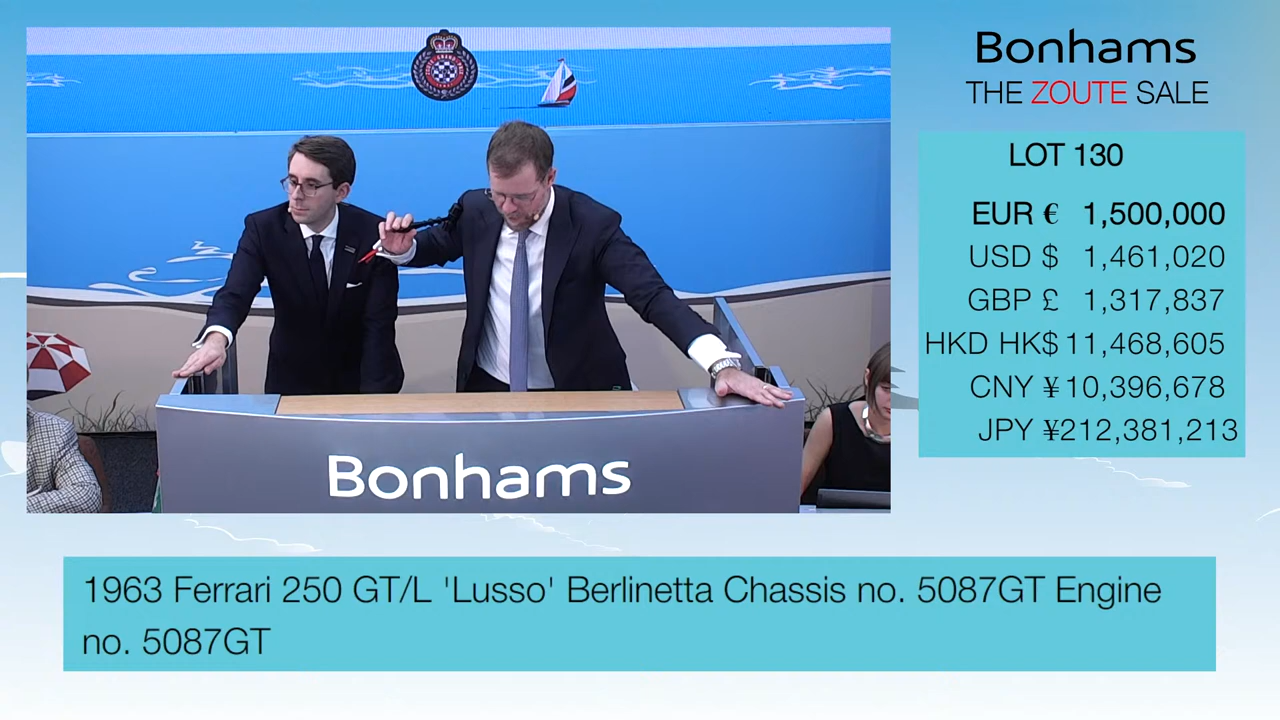 Bonhams
THE ZOUTE SALE
LOT 130
EUR € 1,500,000
USD $ 1,461,020
GBP £ 1,317,837
HKD HK$ 11,468,605
CNY ¥ 10,396,678
JPY ¥212,381,213
Bonhams
1963 Ferrari 250 GT/L 'Lusso' Berlinetta Chassis no. 5087GT Engine
no. 5087GT